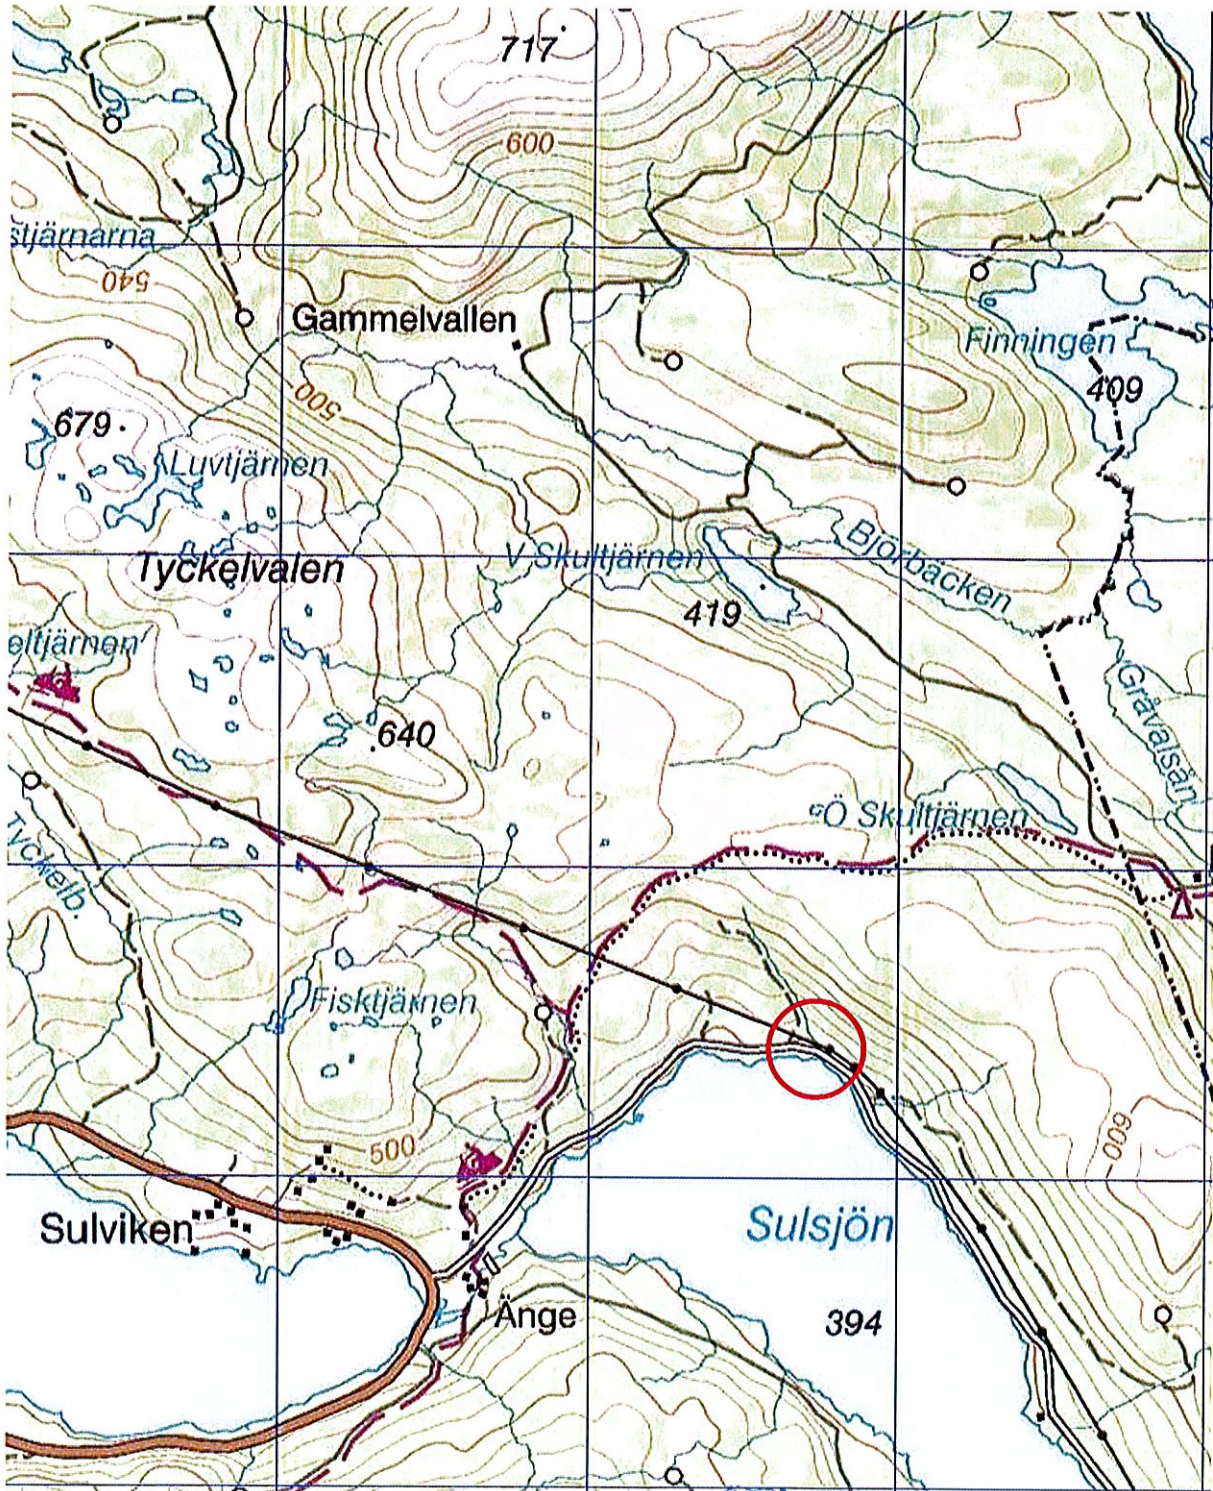 717
600
stjärnarna
540
Gammelvallen
Finningen
409
500
679
Luvtjärnen
Tyckelvalen
V Skultjärnen
Björbäcken
419
eltjärnen
640
Gråvalsån
Ö Skultjärnen
Tyckelb.
Fisktjärnen
500
600
Sulviken
Sulsjön
Änge
394